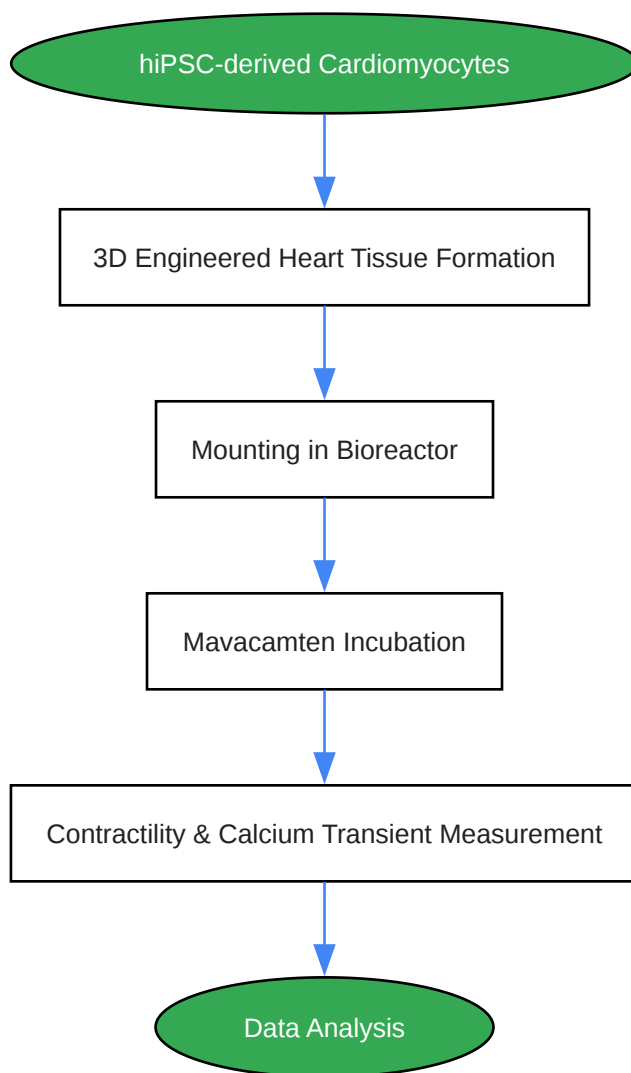 hiPSC-derived Cardiomyocytes
3D Engineered Heart Tissue Formation
Mounting in Bioreactor
Mavacamten Incubation
Contractility & Calcium Transient Measurement
Data Analysis